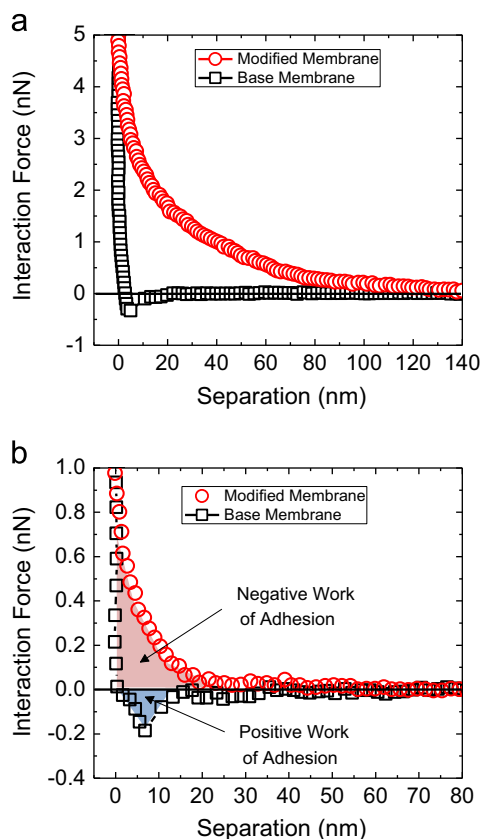 a
Modified Membrane
Base Membrane
5
4
3
2
1
0
-1
Interaction Force (nN)
0 20 40 60 80 100 120 140
Separation (nm)
b
Modified Membrane
Base Membrane
1.0
0.8
0.6
0.4
0.2
0.0
-0.2
-0.4
Interaction Force (nN)
Negative Work
of Adhesion
Positive Work
of Adhesion
0 10 20 30 40 50 60 70 80
Separation (nm)